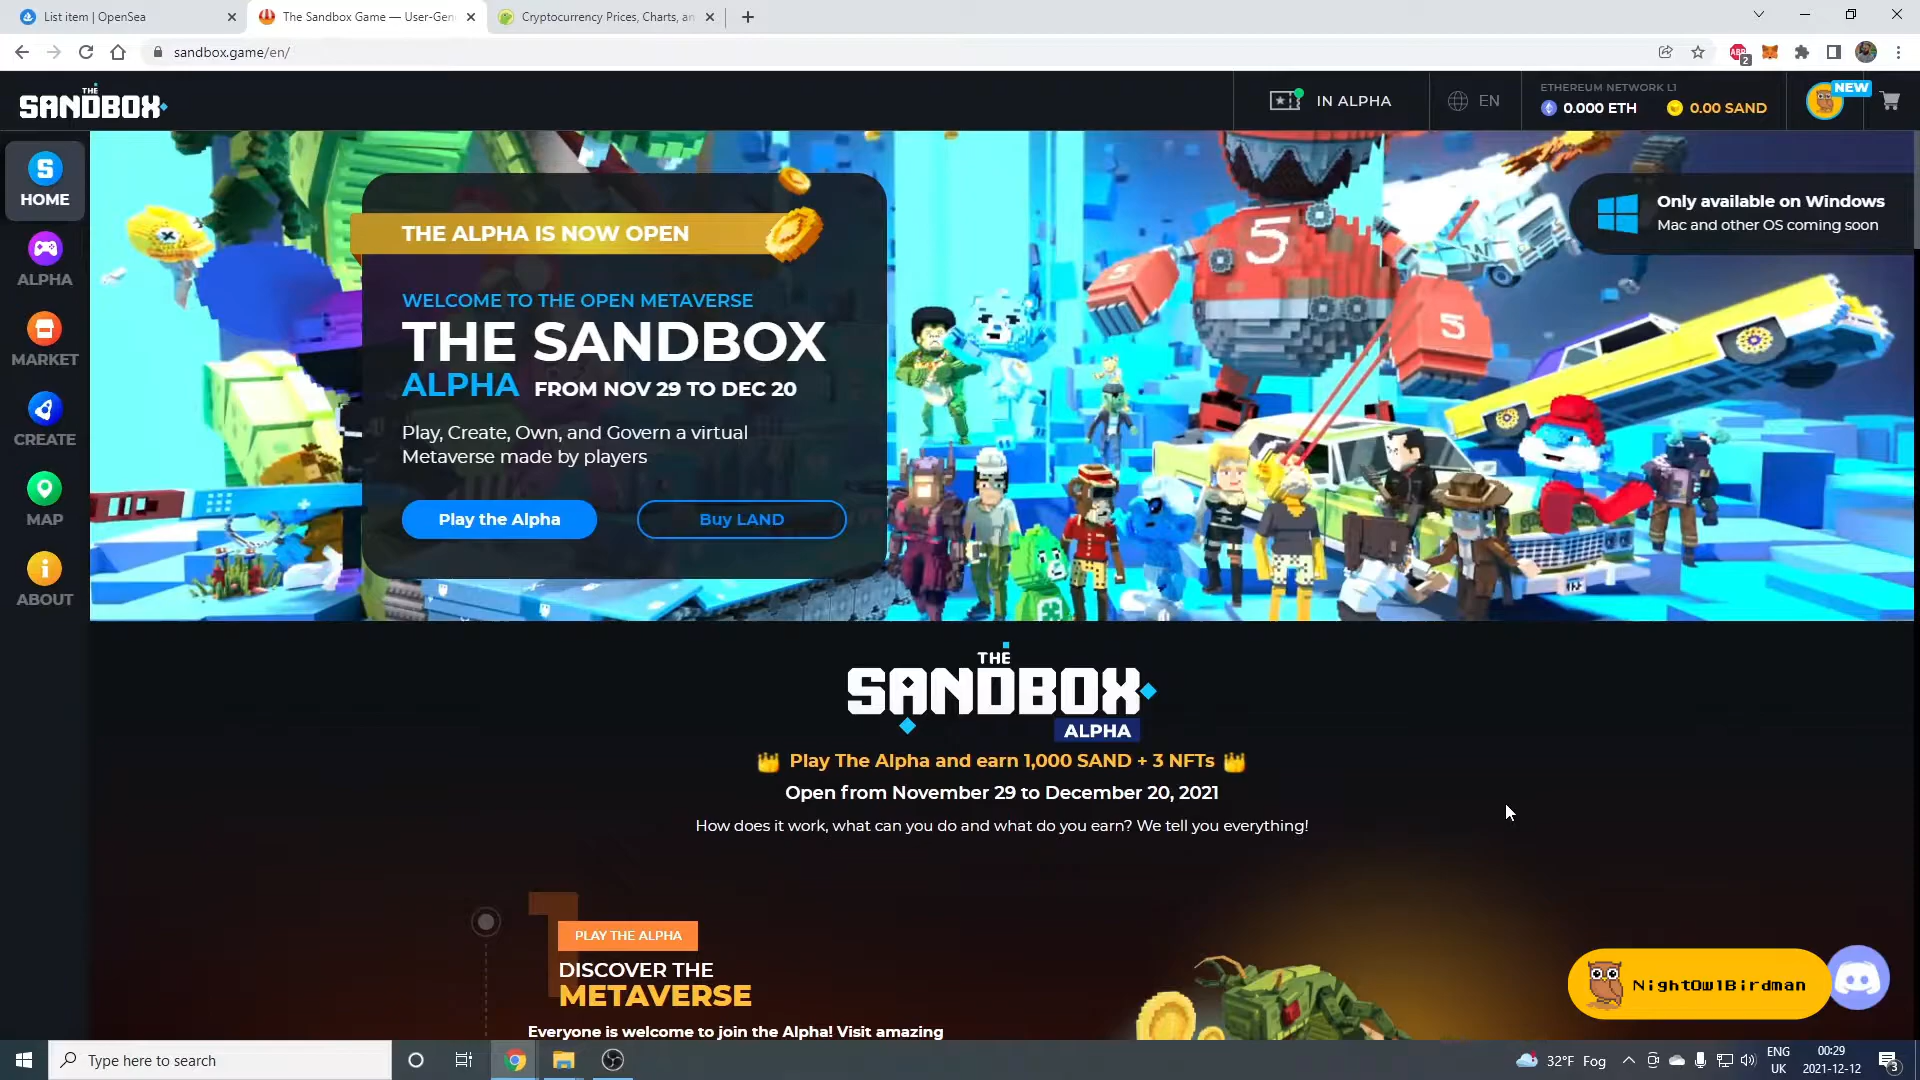 List item | OpenSea
The Sandbox Game — User-Gen
Cryptocurrency Prices, Charts, an
sandbox.game/en/
ABP
2
THE
SANDBOX
IN ALPHA
EN
ETHEREUM NETWORK L1
0.000 ETH
0.00 SAND
NEW
S
HOME
ALPHA
MARKET
CREATE
MAP
i
ABOUT
THE ALPHA IS NOW OPEN
WELCOME TO THE OPEN METAVERSE
THE SANDBOX
ALPHA FROM NOV 29 TO DEC 20
Play, Create, Own, and Govern a virtual
Metaverse made by players
Play the Alpha
Buy LAND
5
5
Only available on Windows
Mac and other OS coming soon
THE
SANDBOX
ALPHA
Play The Alpha and earn 1,000 SAND + 3 NFTs
Open from November 29 to December 20, 2021
How does it work, what can you do and what do you earn? We tell you everything!
1
PLAY THE ALPHA
DISCOVER THE
METAVERSE
Everyone is welcome to join the Alpha! Visit amazing
NightOwlBirdman
Type here to search
32°F Fog
ENG
UK
00:29
2021-12-12
3